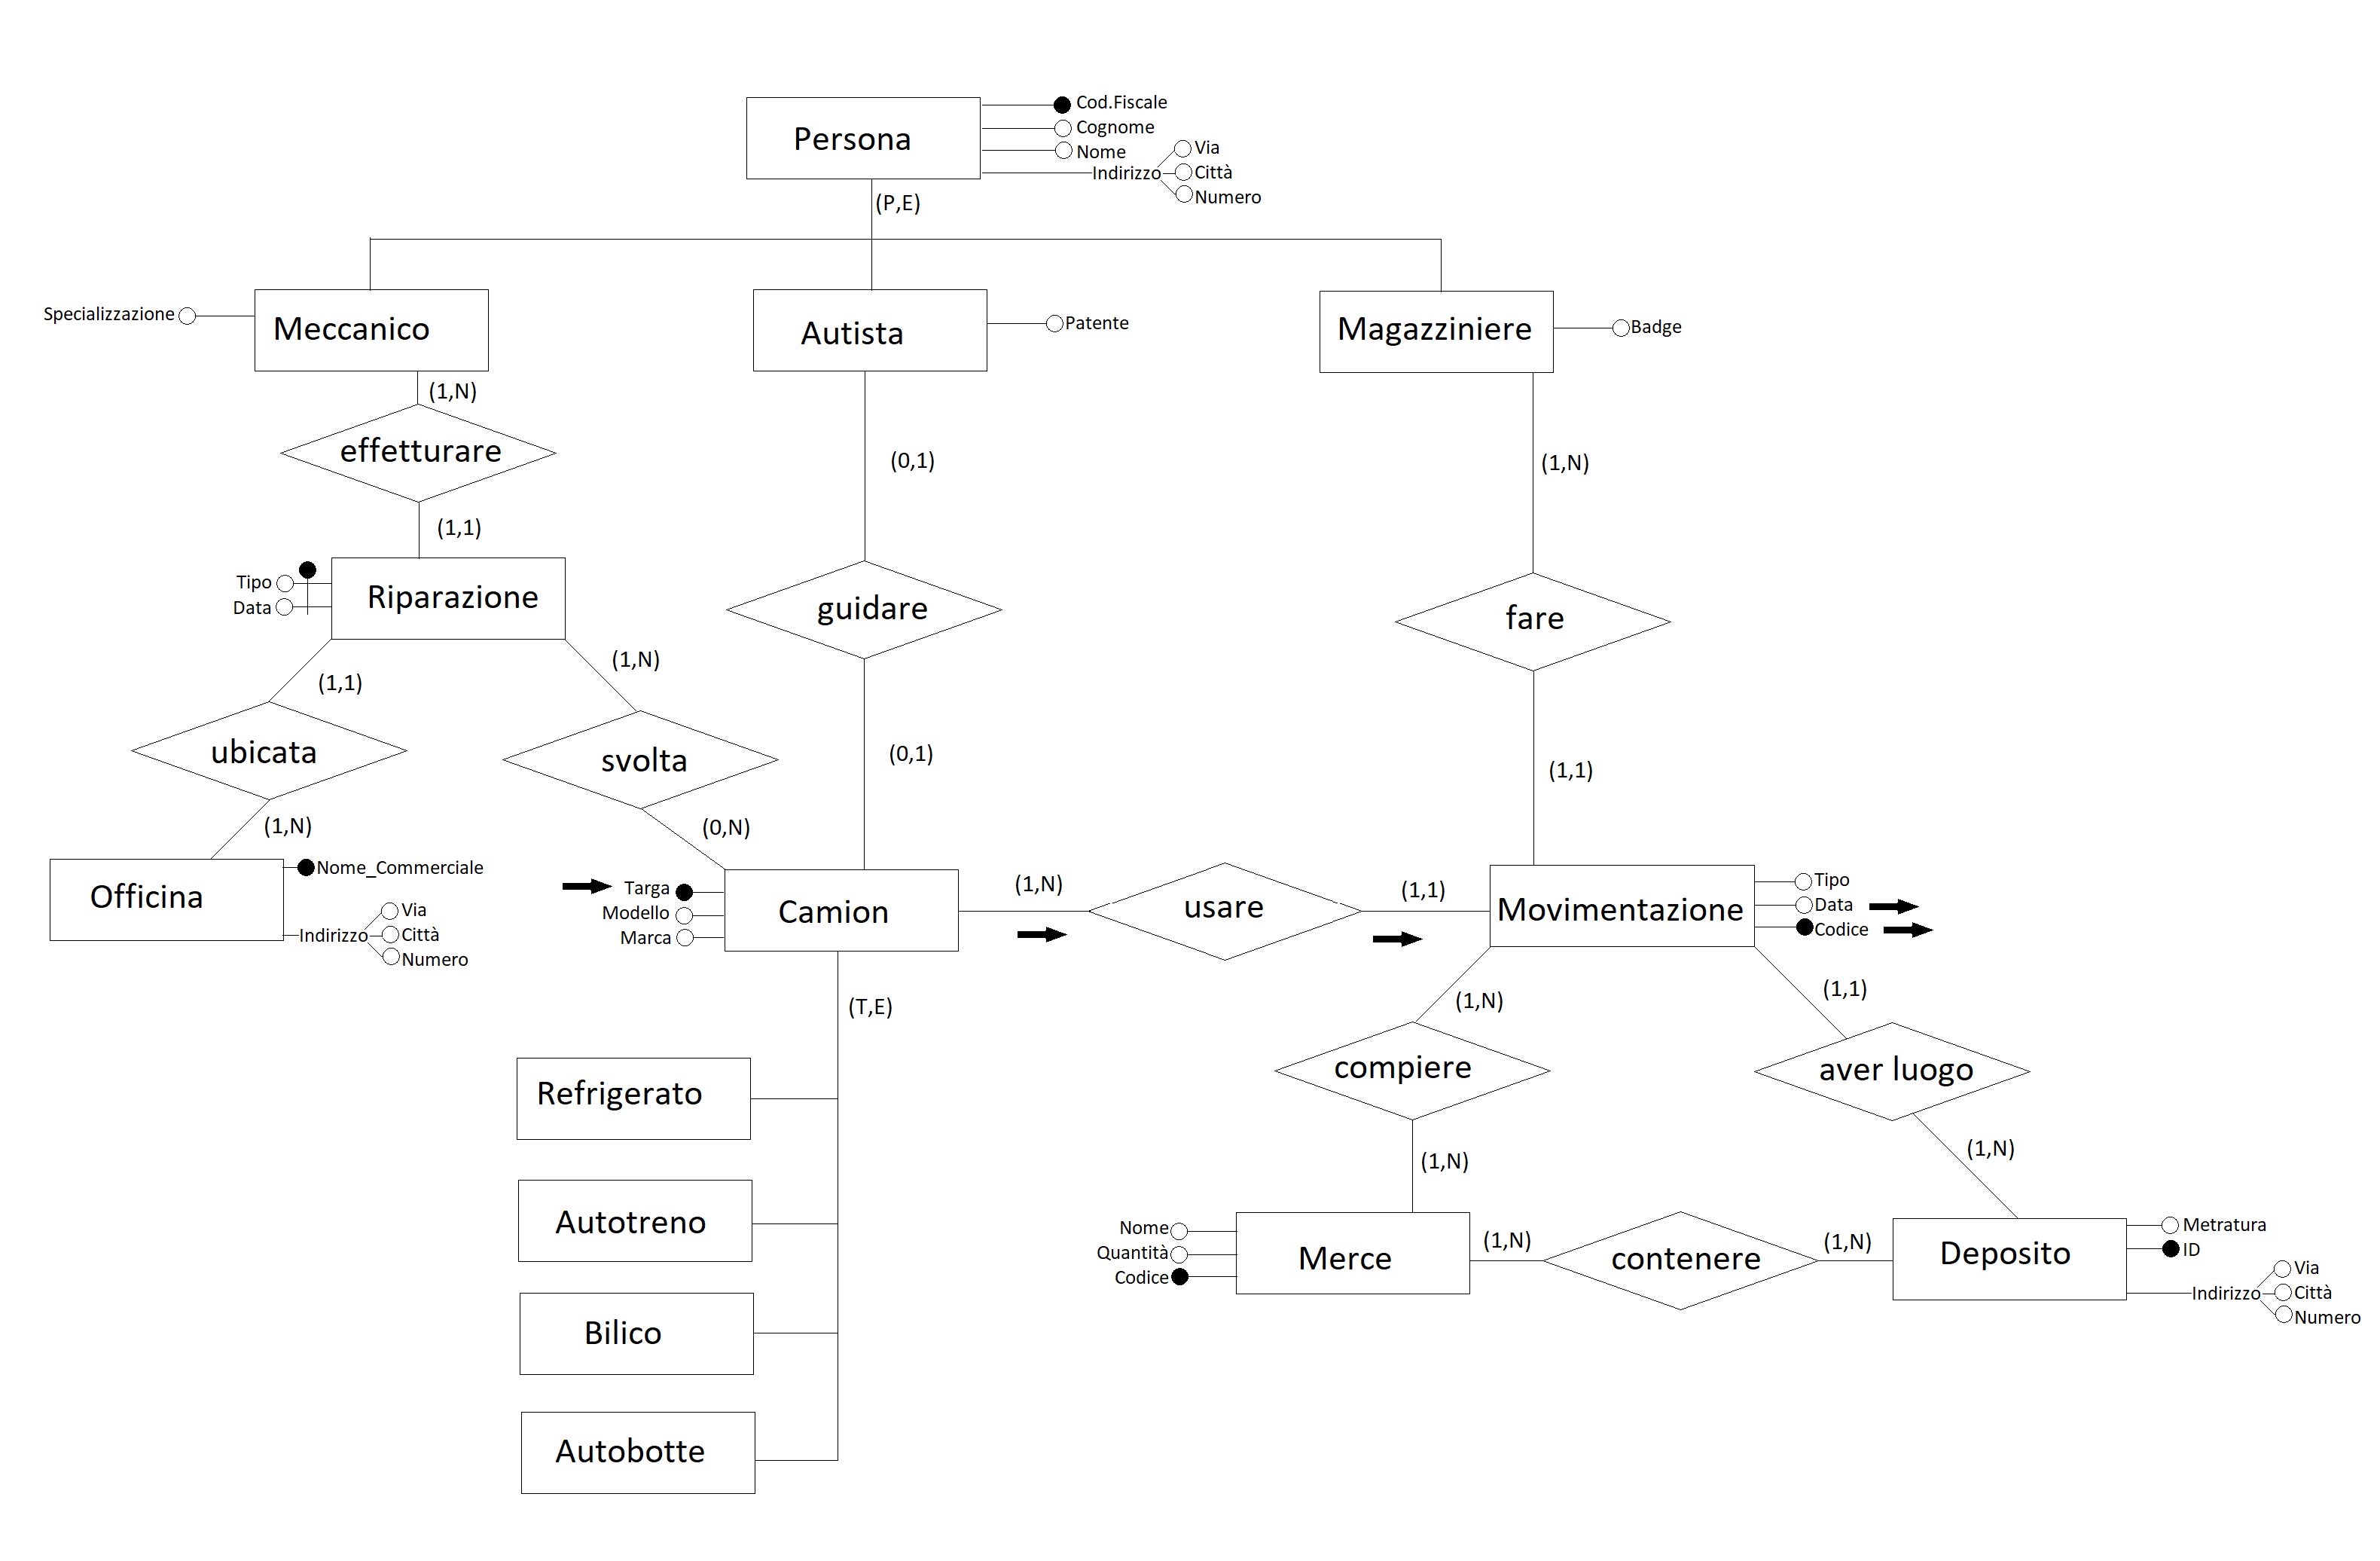 Persona
Cod.Fiscale
Cognome
Nome
Indirizzo
Via
Città
Numero
(P,E)
Specializzazione
Meccanico
Autista
Patente
Magazziniere
Badge
(1,N)
effetturare
(0,1)
(1,N)
(1,1)
Tipo
Data
Riparazione
guidare
fare
(1,1)
(1,N)
ubicata
svolta
(0,1)
(1,1)
(1,N)
(0,N)
Officina
Nome_Commerciale
Indirizzo
Via
Città
Numero
Targa
Modello
Marca
Camion
(1,N)
usare
(1,1)
Movimentazione
Tipo
Data
Codice
(T,E)
(1,N)
(1,1)
Refrigerato
compiere
aver luogo
(1,N)
(1,N)
Autotreno
Nome
Quantità
Codice
Merce
(1,N)
contenere
(1,N)
Deposito
Metratura
ID
Indirizzo
Via
Città
Numero
Bilico
Autobotte